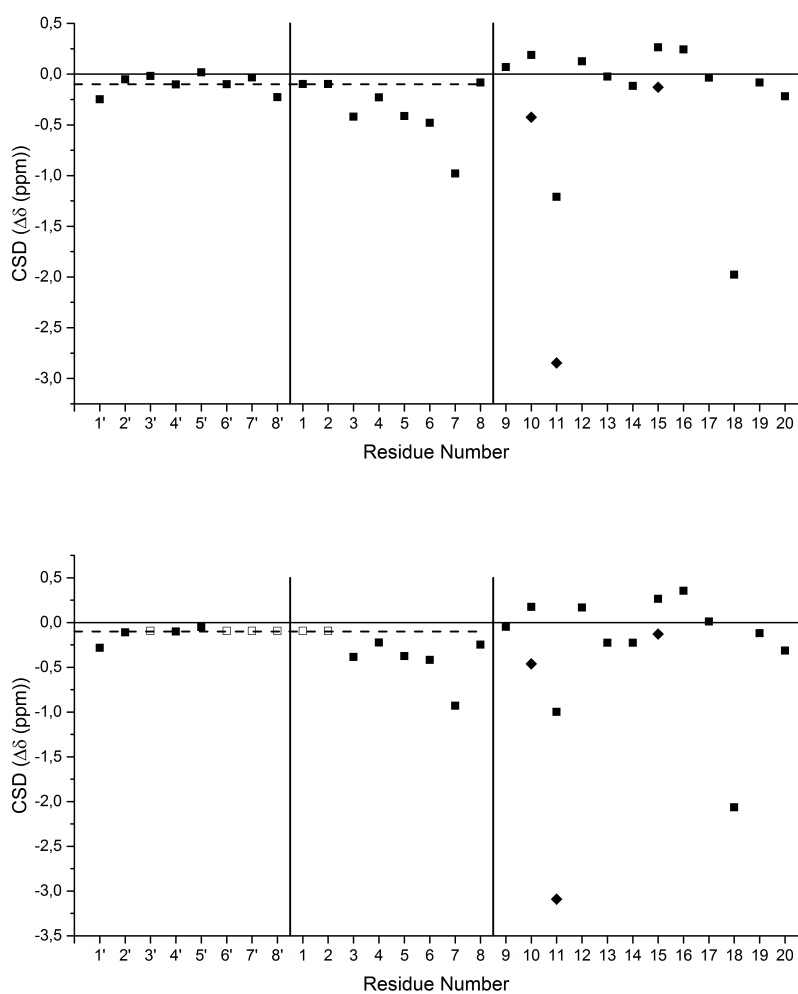 0,5
0,0
-0,5
-1,0
-1,5
-2,0
-2,5
-3,0
CSD (Δδ (ppm))
1' 2' 3' 4' 5' 6' 7' 8' 1 2 3 4 5 6 7 8 9 10 11 12 13 14 15 16 17 18 19 20
Residue Number
0,5
0,0
-0,5
-1,0
-1,5
-2,0
-2,5
-3,0
-3,5
CSD (Δδ (ppm))
1' 2' 3' 4' 5' 6' 7' 8' 1 2 3 4 5 6 7 8 9 10 11 12 13 14 15 16 17 18 19 20
Residue Number